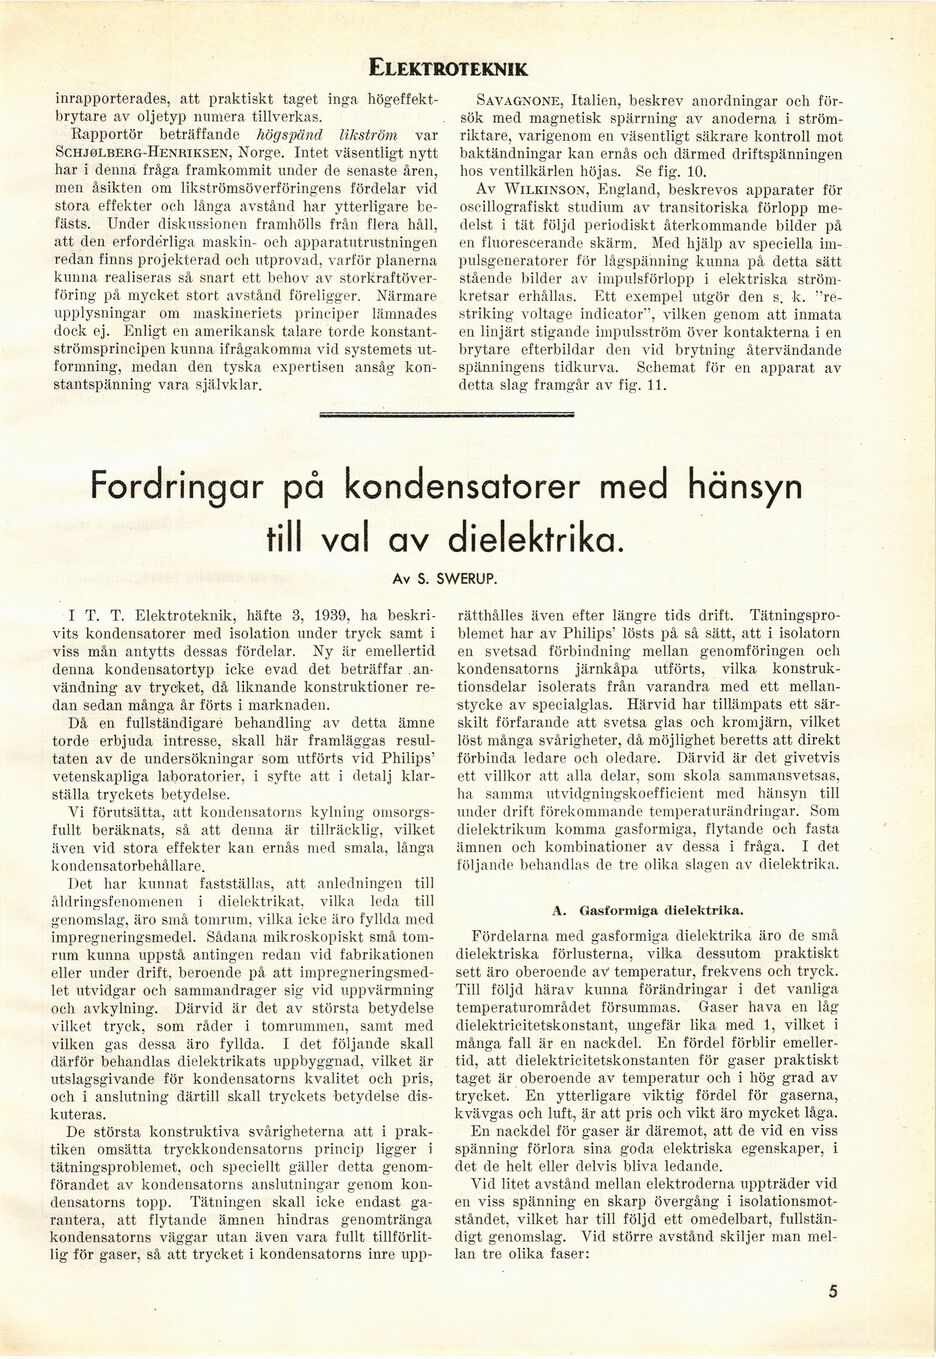 ELEKTROTEKNIK
inrapporterades, att praktiskt taget inga högeffekt-
brytare av oljetyp numera tillverkas.
Rapportör beträffande högspänd likström var
SCHJØLBERG-HENRIKSEN, Norge. Intet väsentligt nytt
har i denna fråga framkommit under de senaste åren,
men åsikten om likströmsöverföringens fördelar vid
stora effekter och långa avstånd har ytterligare be-
fästs. Under diskussionen framhölls från flera håll,
att den erforderliga maskin- och apparatutrustningen
redan finns projekterad och utprovad, varför planerna
kunna realiseras så snart ett behov av storkraftöver-
föring på mycket stort avstånd föreligger. Närmare
upplysningar om maskineriets principer lämnades
dock ej. Enligt en amerikansk talare torde konstant-
strömsprincipen kunna ifrågakomma vid systemets ut-
formning, medan den tyska expertisen ansåg kon-
stantspänning vara självklar.
SAVAGNONE, Italien, beskrev anordningar och för-
sök med magnetisk spärrning av anoderna i ström-
riktare, varigenom en väsentligt säkrare kontroll mot
baktändningar kan ernås och därmed driftspänningen
hos ventilkärlen höjas. Se fig. 10.
Av WILKINSON, England, beskrevos apparater för
oscillografiskt studium av transitoriska förlopp me-
delst i tät följd periodiskt återkommande bilder på
en fluorescerande skärm. Med hjälp av speciella im-
pulsgeneratorer för lågspänning kunna på detta sätt
stående bilder av impulsförlopp i elektriska ström-
kretsar erhållas. Ett exempel utgör den s. k. "re-
striking voltage indicator", vilken genom att inmata
en linjärt stigande impulsström över kontakterna i en
brytare efterbildar den vid brytning återvändande
spänningens tidkurva. Schemat för en apparat av
detta slag framgår av fig. 11.
Fordringar på kondensatorer med hänsyn
till val av dielektrika.
Av S. SWERUP.
I T. T. Elektroteknik, häfte 3, 1939, ha beskri-
vits kondensatorer med isolation under tryck samt i
viss mån antytts dessas fördelar. Ny är emellertid
denna kondensatortyp icke evad det beträffar an-
vändning av trycket, då liknande konstruktioner re-
dan sedan många år förts i marknaden.
Då en fullständigare behandling av detta ämne
torde erbjuda intresse, skall här framläggas resul-
taten av de undersökningar som utförts vid Philips'
vetenskapliga laboratorier, i syfte att i detalj klar-
ställa tryckets betydelse.
Vi förutsätta, att kondensatorns kylning omsorgs-
fullt beräknats, så att denna är tillräcklig, vilket
även vid stora effekter kan ernås med smala, långa
kondensatorbehållare.
Det har kunnat fastställas, att anledningen till
åldringsfenomenen i dielektrikat, vilka leda till
genomslag, äro små tomrum, vilka icke äro fyllda med
impregneringsmedel. Sådana mikroskopiskt små tom-
rum kunna uppstå antingen redan vid fabrikationen
eller under drift, beroende på att impregneringsmed-
let utvidgar och sammandrager sig vid uppvärmning
och avkylning. Därvid är det av största betydelse
vilket tryck, som råder i tomrummen, samt med
vilken gas dessa äro fyllda. I det följande skall
därför behandlas dielektrikats uppbyggnad, vilket är
utslagsgivande för kondensatorns kvalitet och pris,
och i anslutning därtill skall tryckets betydelse dis-
kuteras.
De största konstruktiva svårigheterna att i prak-
tiken omsätta tryckkondensatorns princip ligger i
tätningsproblemet, och speciellt gäller detta genom-
förandet av kondensatorns anslutningar genom kon-
densatorns topp. Tätningen skall icke endast ga-
rantera, att flytande ämnen hindras genomtränga
kondensatorns väggar utan även vara fullt tillförlit-
lig för gaser, så att trycket i kondensatorns inre upp-
rätthålles även efter längre tids drift. Tätningspro-
blemet har av Philips' lösts på så sätt, att i isolatorn
en svetsad förbindning mellan genomföringen och
kondensatorns järnkåpa utförts, vilka konstruk-
tionsdelar isolerats från varandra med ett mellan-
stycke av specialglas. Härvid har tillämpats ett sär-
skilt förfarande att svetsa glas och kromjärn, vilket
löst många svårigheter, då möjlighet beretts att direkt
förbinda ledare och oledare. Därvid är det givetvis
ett villkor att alla delar, som skola sammansvetsas,
ha samma utvidgningskoefficient med hänsyn till
under drift förekommande temperaturändringar. Som
dielektrikum komma gasformiga, flytande och fasta
ämnen och kombinationer av dessa i fråga. I det
följande behandlas de tre olika slagen av dielektrika.
A. Gasformiga dielektrika.
Fördelarna med gasformiga dielektrika äro de små
dielektriska förlusterna, vilka dessutom praktiskt
sett äro oberoende av temperatur, frekvens och tryck.
Till följd härav kunna förändringar i det vanliga
temperaturområdet försummas. Gaser hava en låg
dielektricitetskonstant, ungefär lika med 1, vilket i
många fall är en nackdel. En fördel förblir emeller-
tid, att dielektricitetskonstanten för gaser praktiskt
taget är oberoende av temperatur och i hög grad av
trycket. En ytterligare viktig fördel för gaserna,
kvävgas och luft, är att pris och vikt äro mycket låga.
En nackdel för gaser är däremot, att de vid en viss
spänning förlora sina goda elektriska egenskaper, i
det de helt eller delvis bliva ledande.
Vid litet avstånd mellan elektroderna uppträder vid
en viss spänning en skarp övergång i isolationsmot-
ståndet, vilket har till följd ett omedelbart, fullstän-
digt genomslag. Vid större avstånd skiljer man mel-
lan tre olika faser:
5